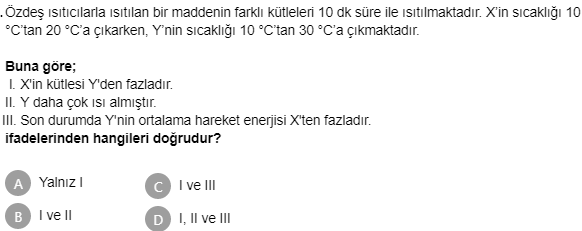 .Özdeş ısıtıcılarla ısıtılan bir maddenin farklı kütleleri 10 dk süre ile ısıtılmaktadır. X'in sıcaklığı 10
°C'tan 20 °C'a çıkarken, Y'nin sıcaklığı 10 °C'tan 30 °C'a çıkmaktadır.
Buna göre;
I. X'in kütlesi Y'den fazladır.
II. Y daha çok ısı almıştır.
III. Son durumda Y'nin ortalama hareket enerjisi X'ten fazladır.
ifadelerinden hangileri doğrudur?
A Yalnız I
C I ve III
B I ve II
D I, II ve III